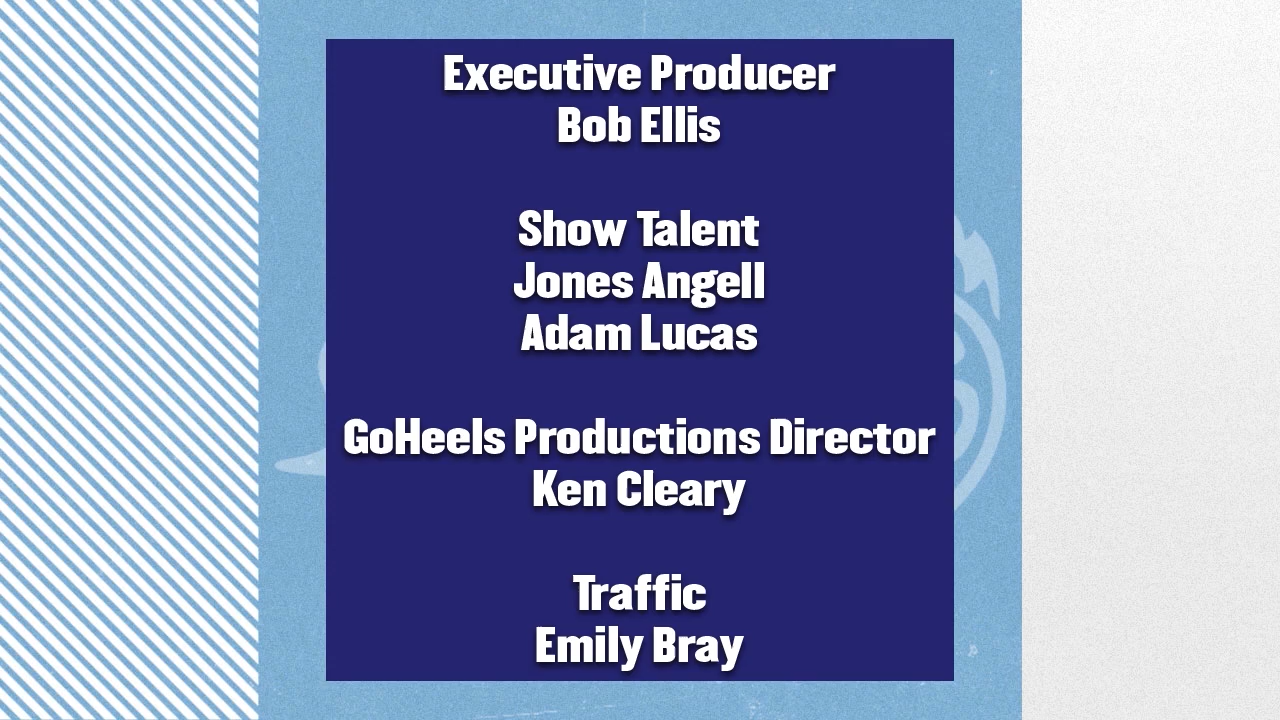 Executive Producer
Bob Ellis
Show Talent
Jones Angell
Adam Lucas
GoHeels Productions Director
Ken Cleary
Traffic
Emily Bray